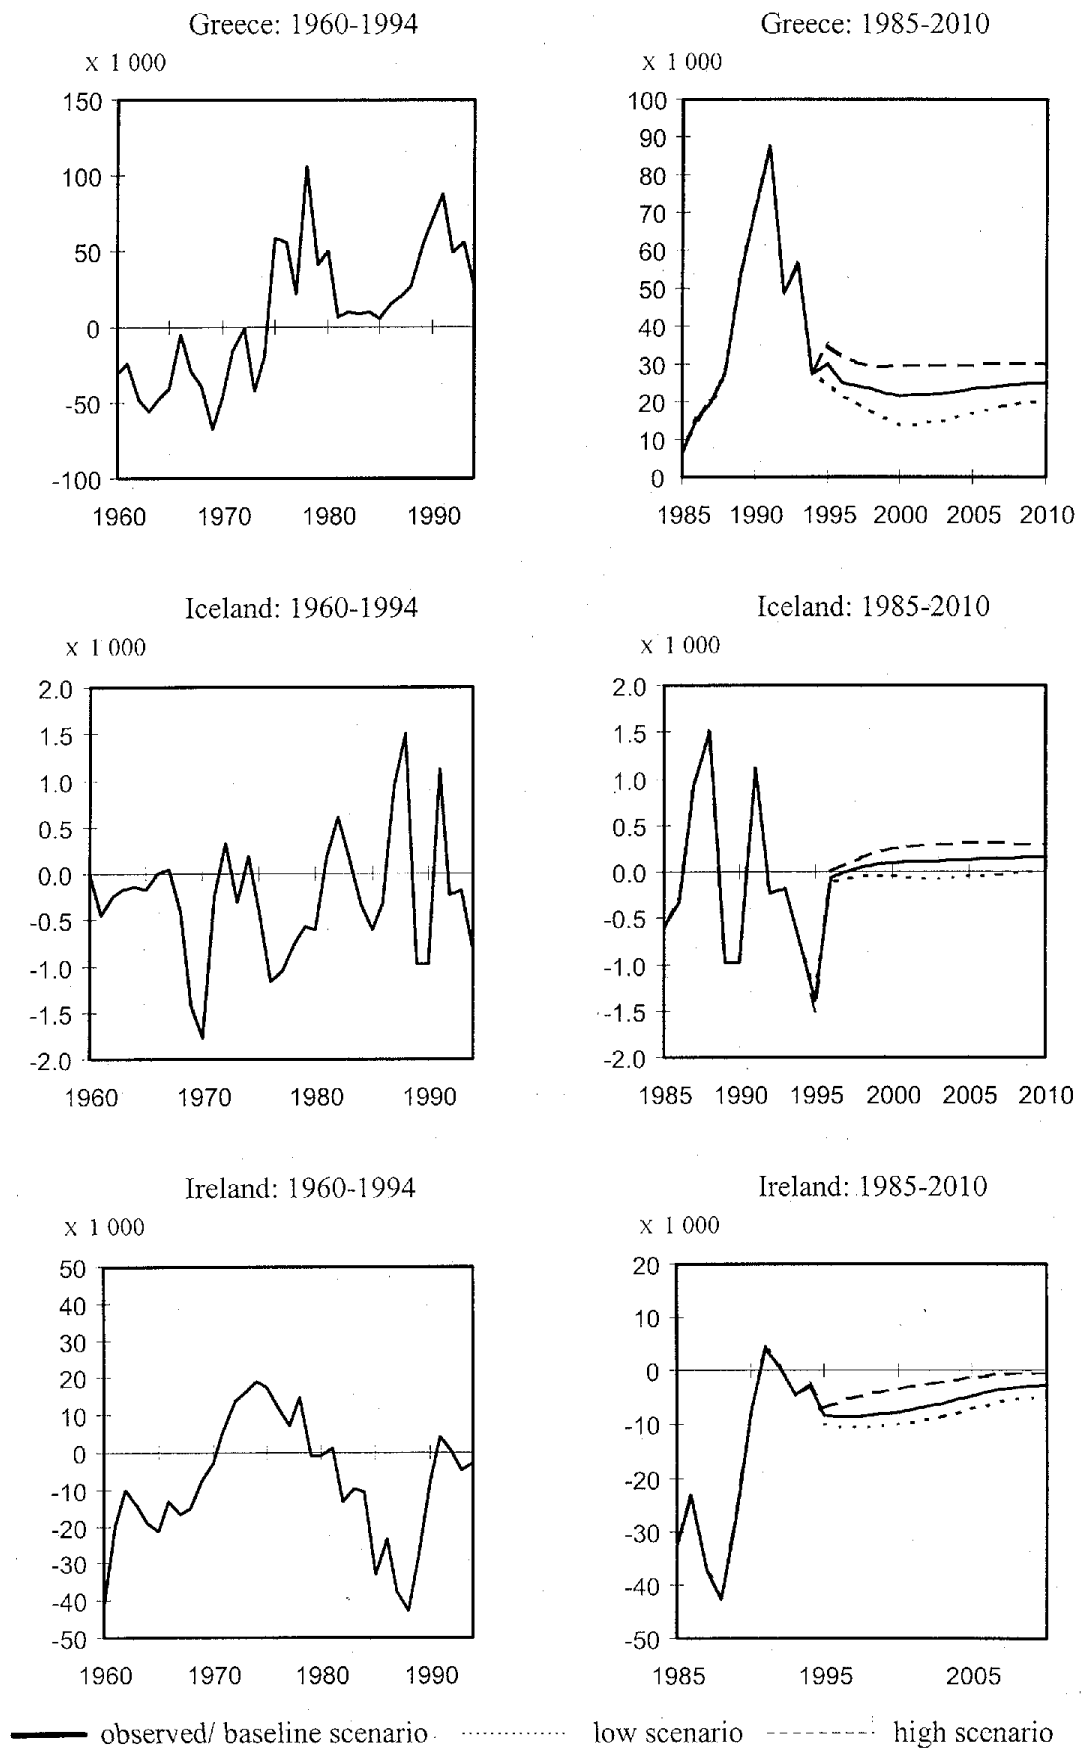 Greece: 1960-1994
x 1 000
150
100
50
0
-50
-100
1960 1970 1980 1990
Greece: 1985-2010
x 1 000
100
90
80
70
60
50
40
30
20
10
0
1985 1990 1995 2000 2005 2010
Iceland: 1960-1994
x 1 000
2.0
1.5
1.0
0.5
0.0
-0.5
-1.0
-1.5
-2.0
1960 1970 1980 1990
Iceland: 1985-2010
x 1 000
2.0
1.5
1.0
0.5
0.0
-0.5
-1.0
-1.5
-2.0
1985 1990 1995 2000 2005 2010
Ireland: 1960-1994
x 1 000
50
40
30
20
10
0
-10
-20
-30
-40
-50
1960 1970 1980 1990
Ireland: 1985-2010
x 1 000
20
10
0
-10
-20
-30
-40
-50
1985 1995 2005
observed/ baseline scenario low scenario high scenario